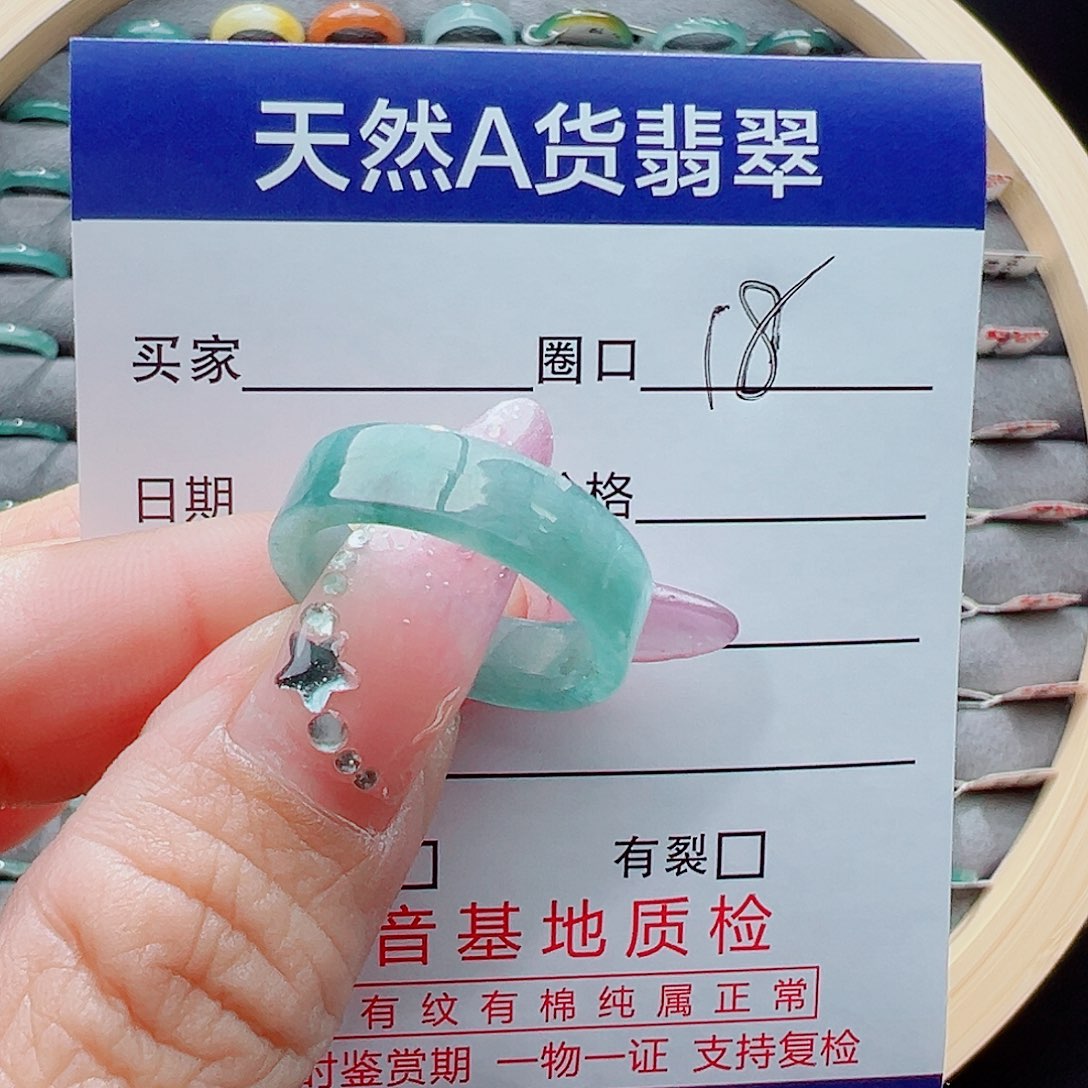 天然A货翡翠
买家 圈口 18
日期 格
有裂
音基地质检
有纹有棉纯属正常
时鉴赏期 一物一证 支持复检